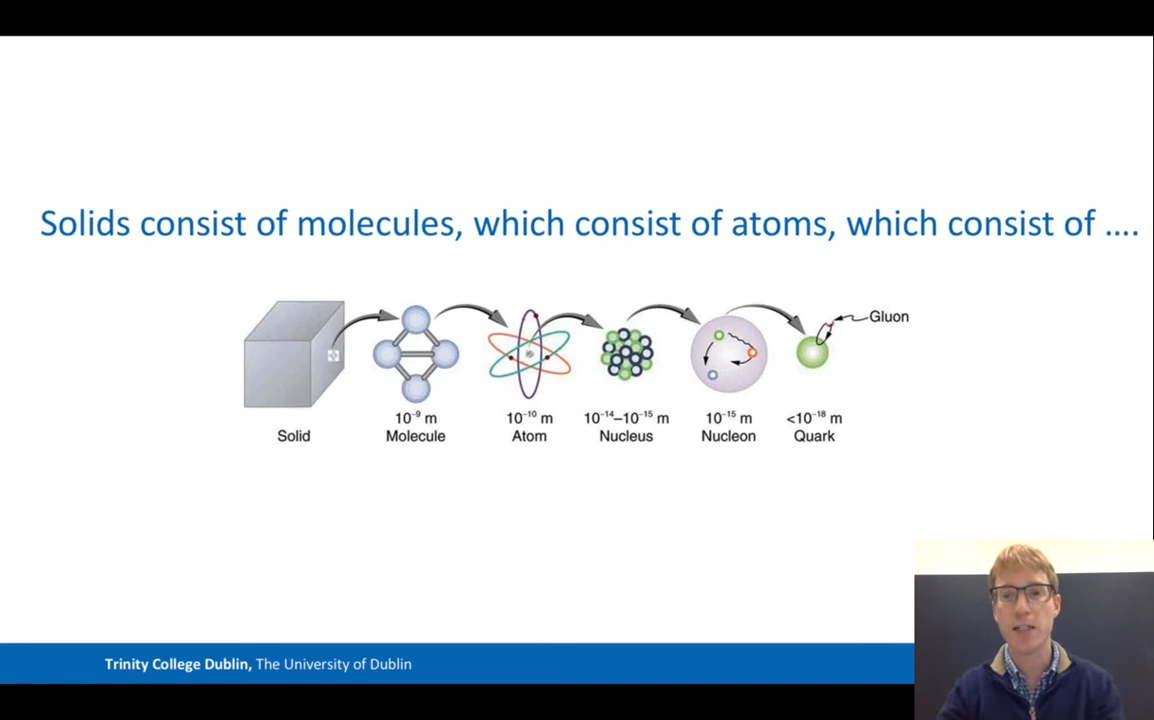 Solids consist of molecules, which consist of atoms, which consist of ....
Gluon
10⁻⁹ m
Molecule
10⁻¹⁰ m
Atom
10⁻¹⁴–10⁻¹⁵ m
Nucleus
10⁻¹⁵ m
Nucleon
<10⁻¹⁸ m
Quark
Solid
Trinity College Dublin, The University of Dublin